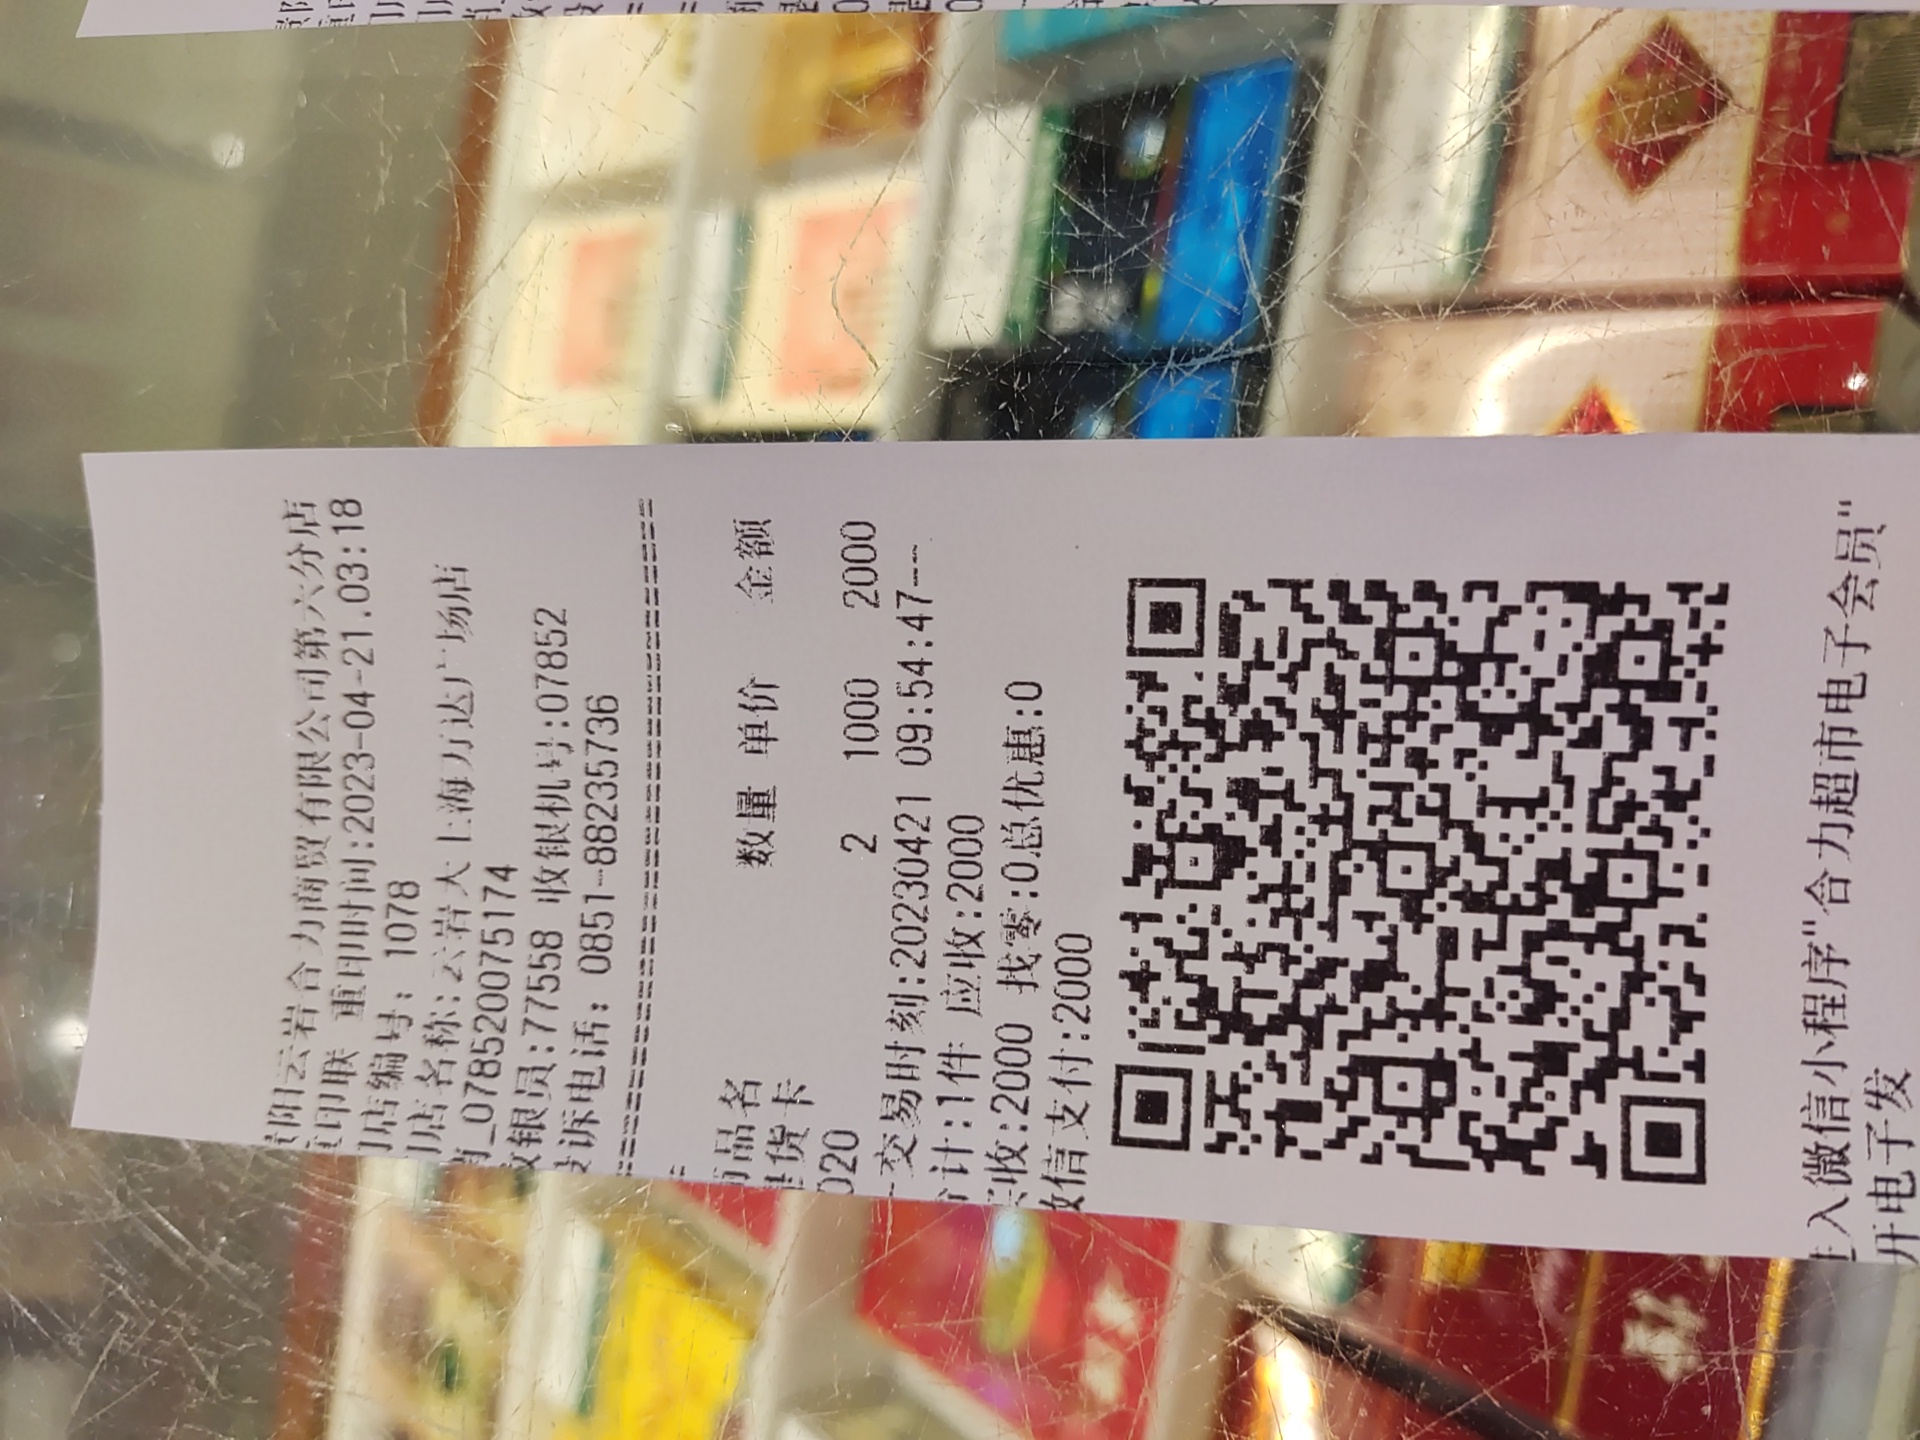 阳云岩合力商贸有限公司第六分店
印联 重印时间:2023-04-21.03:18
店编号: 1078
店名称:云岩大上海万达广场店
_078520075174
银员:77558 收银机号:07852
诉电话: 0851-88235736
品名 数量 单价 金额
货卡
020 2 1000 2000
交易时刻:20230421 09:54:47--
计:1件 应收:2000
收:2000 找零:0总优惠:0
信支付:2000
入微信小程序"合力超市电子会员"
开电子发